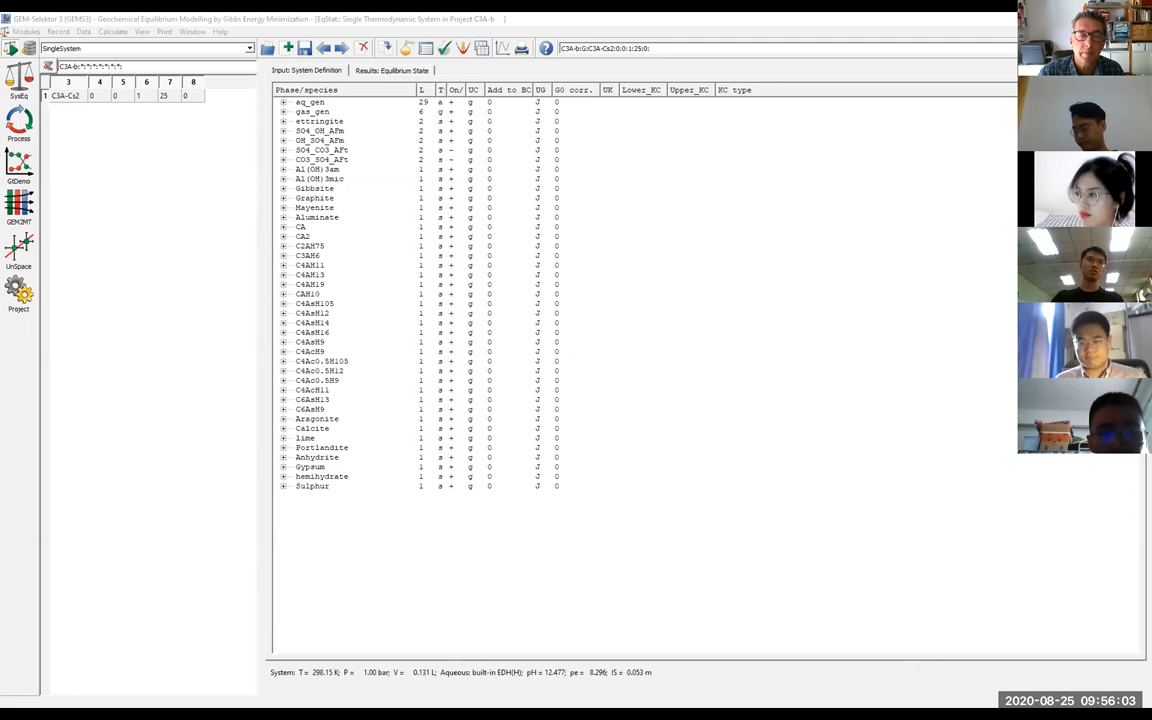 GEM-Selektor 3 (GEMS3) - Geochemical Equilibrium Modelling by Gibbs Energy Minimization - [EqStat: Single Thermodynamic System in Project C3A-b ]
Modules Record Data Calculate View Print Window Help
SingleSystem
C3A-b:G:C3A-Cs2:0:0:1:25:0:
C3A-b:*:*:*:*:*:*:*:
3 4 5 6 7 8
1 C3A-Cs2 0 0 1 25 0
SysEq
Process
GtDemo
GEM2MT
UnSpace
Project
Input: System Definition Results: Equilibrium State
Phase/species L T On/ UC Add to BC UG G0 corr. UK Lower_KC Upper_KC KC type
aq_gen 29 a + g 0 J 0
gas_gen 6 g + g 0 J 0
ettringite 2 s + g 0 J 0
SO4_OH_AFm 2 s + g 0 J 0
OH_SO4_AFm 2 s + g 0 J 0
SO4_CO3_AFt 2 s - g 0 J 0
CO3_SO4_AFt 2 s - g 0 J 0
Al(OH)3am 1 s + g 0 J 0
Al(OH)3mic 1 s + g 0 J 0
Gibbsite 1 s + g 0 J 0
Graphite 1 s + g 0 J 0
Mayenite 1 s + g 0 J 0
Aluminate 1 s + g 0 J 0
CA 1 s + g 0 J 0
CA2 1 s + g 0 J 0
C2AH75 1 s + g 0 J 0
C3AH6 1 s + g 0 J 0
C4AH11 1 s + g 0 J 0
C4AH13 1 s + g 0 J 0
C4AH19 1 s + g 0 J 0
CAH10 1 s + g 0 J 0
C4AsH105 1 s + g 0 J 0
C4AsH12 1 s + g 0 J 0
C4AsH14 1 s + g 0 J 0
C4AsH16 1 s + g 0 J 0
C4AsH9 1 s + g 0 J 0
C4AcH9 1 s + g 0 J 0
C4Ac0.5H105 1 s + g 0 J 0
C4Ac0.5H12 1 s + g 0 J 0
C4Ac0.5H9 1 s + g 0 J 0
C4AcH11 1 s + g 0 J 0
C6AsH13 1 s + g 0 J 0
C6AsH9 1 s + g 0 J 0
Aragonite 1 s + g 0 J 0
Calcite 1 s + g 0 J 0
lime 1 s + g 0 J 0
Portlandite 1 s + g 0 J 0
Anhydrite 1 s + g 0 J 0
Gypsum 1 s + g 0 J 0
hemihydrate 1 s + g 0 J 0
Sulphur 1 s + g 0 J 0
System: T = 298.15 K; P = 1.00 bar; V = 0.131 L; Aqueous: built-in EDH(H); pH = 12.477; pe = 8.296; IS = 0.053 m
2020-08-25 09:56:03